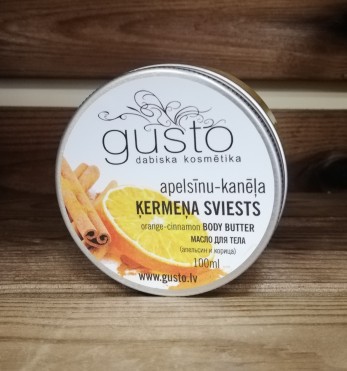 gusto
dabiska kosmētika
apelsīnu-kanēļa
ĶERMEŅA SVIESTS
orange-cinnamon BODY BUTTER
МАСЛО ДЛЯ ТЕЛА
(апельсин и корица)
100ml
www.gusto.lv